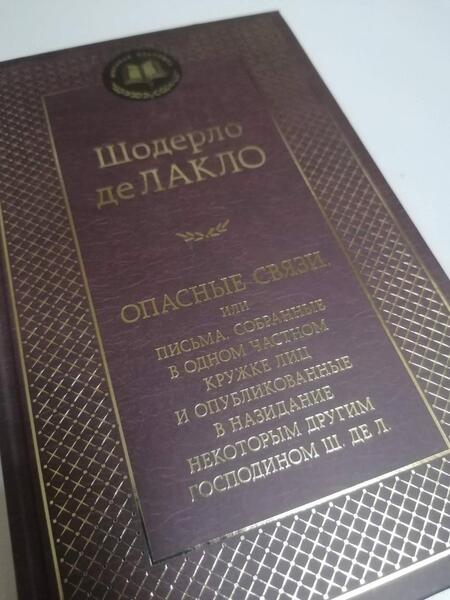 Шодерло
де ЛАКЛО
ОПАСНЫЕ СВЯЗИ,
ИЛИ
ПИСЬМА, СОБРАННЫЕ
В ОДНОМ ЧАСТНОМ
КРУЖКЕ ЛИЦ
И ОПУБЛИКОВАННЫЕ
В НАЗИДАНИЕ
НЕКОТОРЫМ ДРУГИМ
ГОСПОДИНОМ Ш. ДЕ Л.